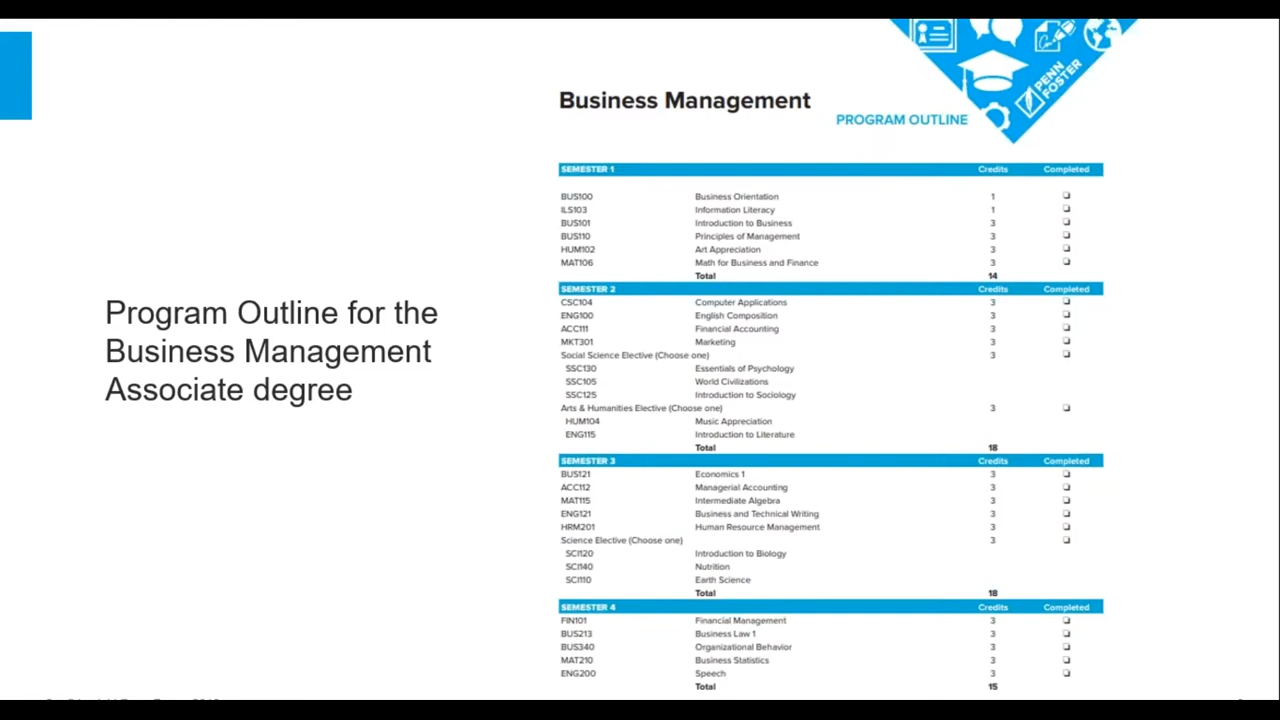 PENN
FOSTER
Business Management
PROGRAM OUTLINE
Program Outline for the
Business Management
Associate degree
SEMESTER 1 Credits Completed
BUS100 Business Orientation 1
ILS103 Information Literacy 1
BUS101 Introduction to Business 3
BUS110 Principles of Management 3
HUM102 Art Appreciation 3
MAT106 Math for Business and Finance 3
Total 14
SEMESTER 2 Credits Completed
CSC104 Computer Applications 3
ENG100 English Composition 3
ACC111 Financial Accounting 3
MKT301 Marketing 3
Social Science Elective (Choose one) 3
SSC130 Essentials of Psychology
SSC105 World Civilizations
SSC125 Introduction to Sociology
Arts & Humanities Elective (Choose one) 3
HUM104 Music Appreciation
ENG115 Introduction to Literature
Total 18
SEMESTER 3 Credits Completed
BUS121 Economics 1 3
ACC112 Managerial Accounting 3
MAT115 Intermediate Algebra 3
ENG121 Business and Technical Writing 3
HRM201 Human Resource Management 3
Science Elective (Choose one) 3
SCI120 Introduction to Biology
SCI140 Nutrition
SCI110 Earth Science
Total 18
SEMESTER 4 Credits Completed
FIN101 Financial Management 3
BUS213 Business Law 1 3
BUS340 Organizational Behavior 3
MAT210 Business Statistics 3
ENG200 Speech 3
Total 15